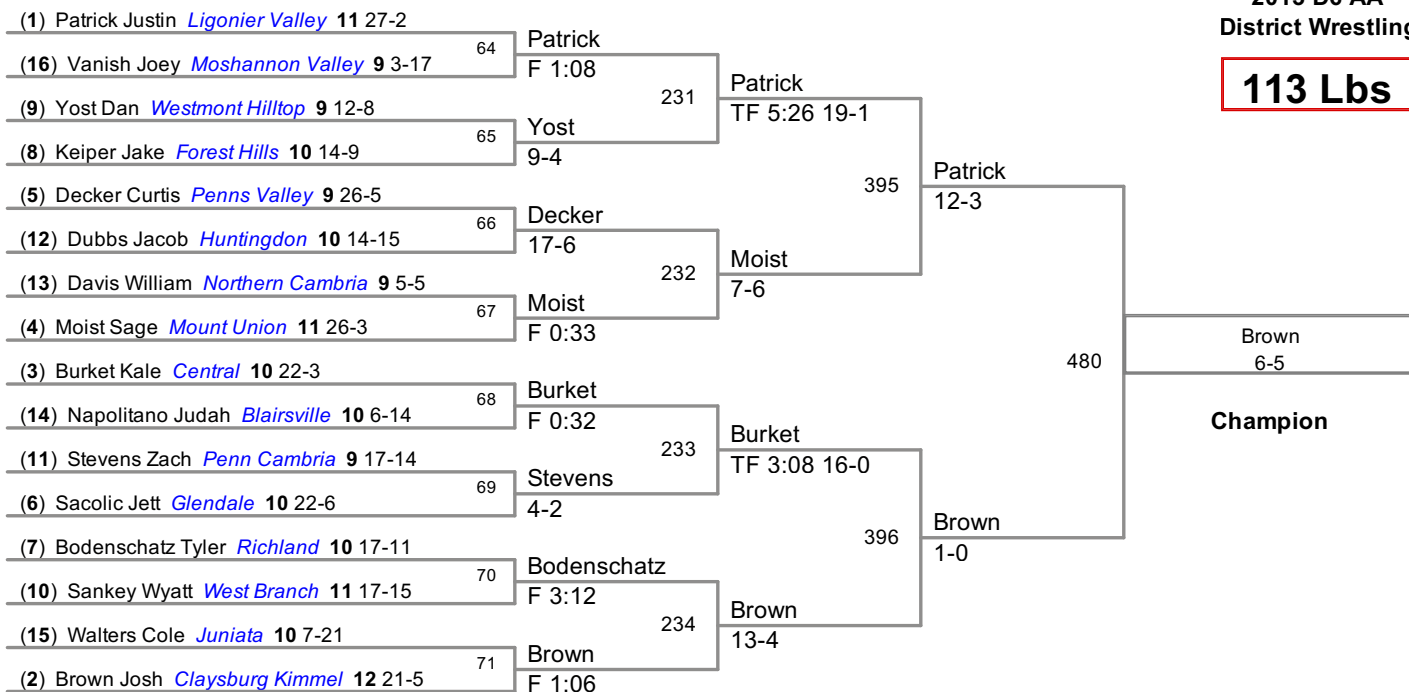 2015 D6 AA
District Wrestling
113 Lbs
(1) Patrick Justin Ligonier Valley 11 27-2
(16) Vanish Joey Moshannon Valley 9 3-17
(9) Yost Dan Westmont Hilltop 9 12-8
(8) Keiper Jake Forest Hills 10 14-9
(5) Decker Curtis Penns Valley 9 26-5
(12) Dubbs Jacob Huntingdon 10 14-15
(13) Davis William Northern Cambria 9 5-5
(4) Moist Sage Mount Union 11 26-3
(3) Burket Kale Central 10 22-3
(14) Napolitano Judah Blairsville 10 6-14
(11) Stevens Zach Penn Cambria 9 17-14
(6) Sacolic Jett Glendale 10 22-6
(7) Bodenschatz Tyler Richland 10 17-11
(10) Sankey Wyatt West Branch 11 17-15
(15) Walters Cole Juniata 10 7-21
(2) Brown Josh Claysburg Kimmel 12 21-5
64
65
66
67
68
69
70
71
Patrick
F 1:08
Yost
9-4
Decker
17-6
Moist
F 0:33
Burket
F 0:32
Stevens
4-2
Bodenschatz
F 3:12
Brown
F 1:06
231
232
233
234
Patrick
TF 5:26 19-1
Moist
7-6
Burket
TF 3:08 16-0
Brown
13-4
395
396
Patrick
12-3
Brown
1-0
480
Brown
6-5
Champion